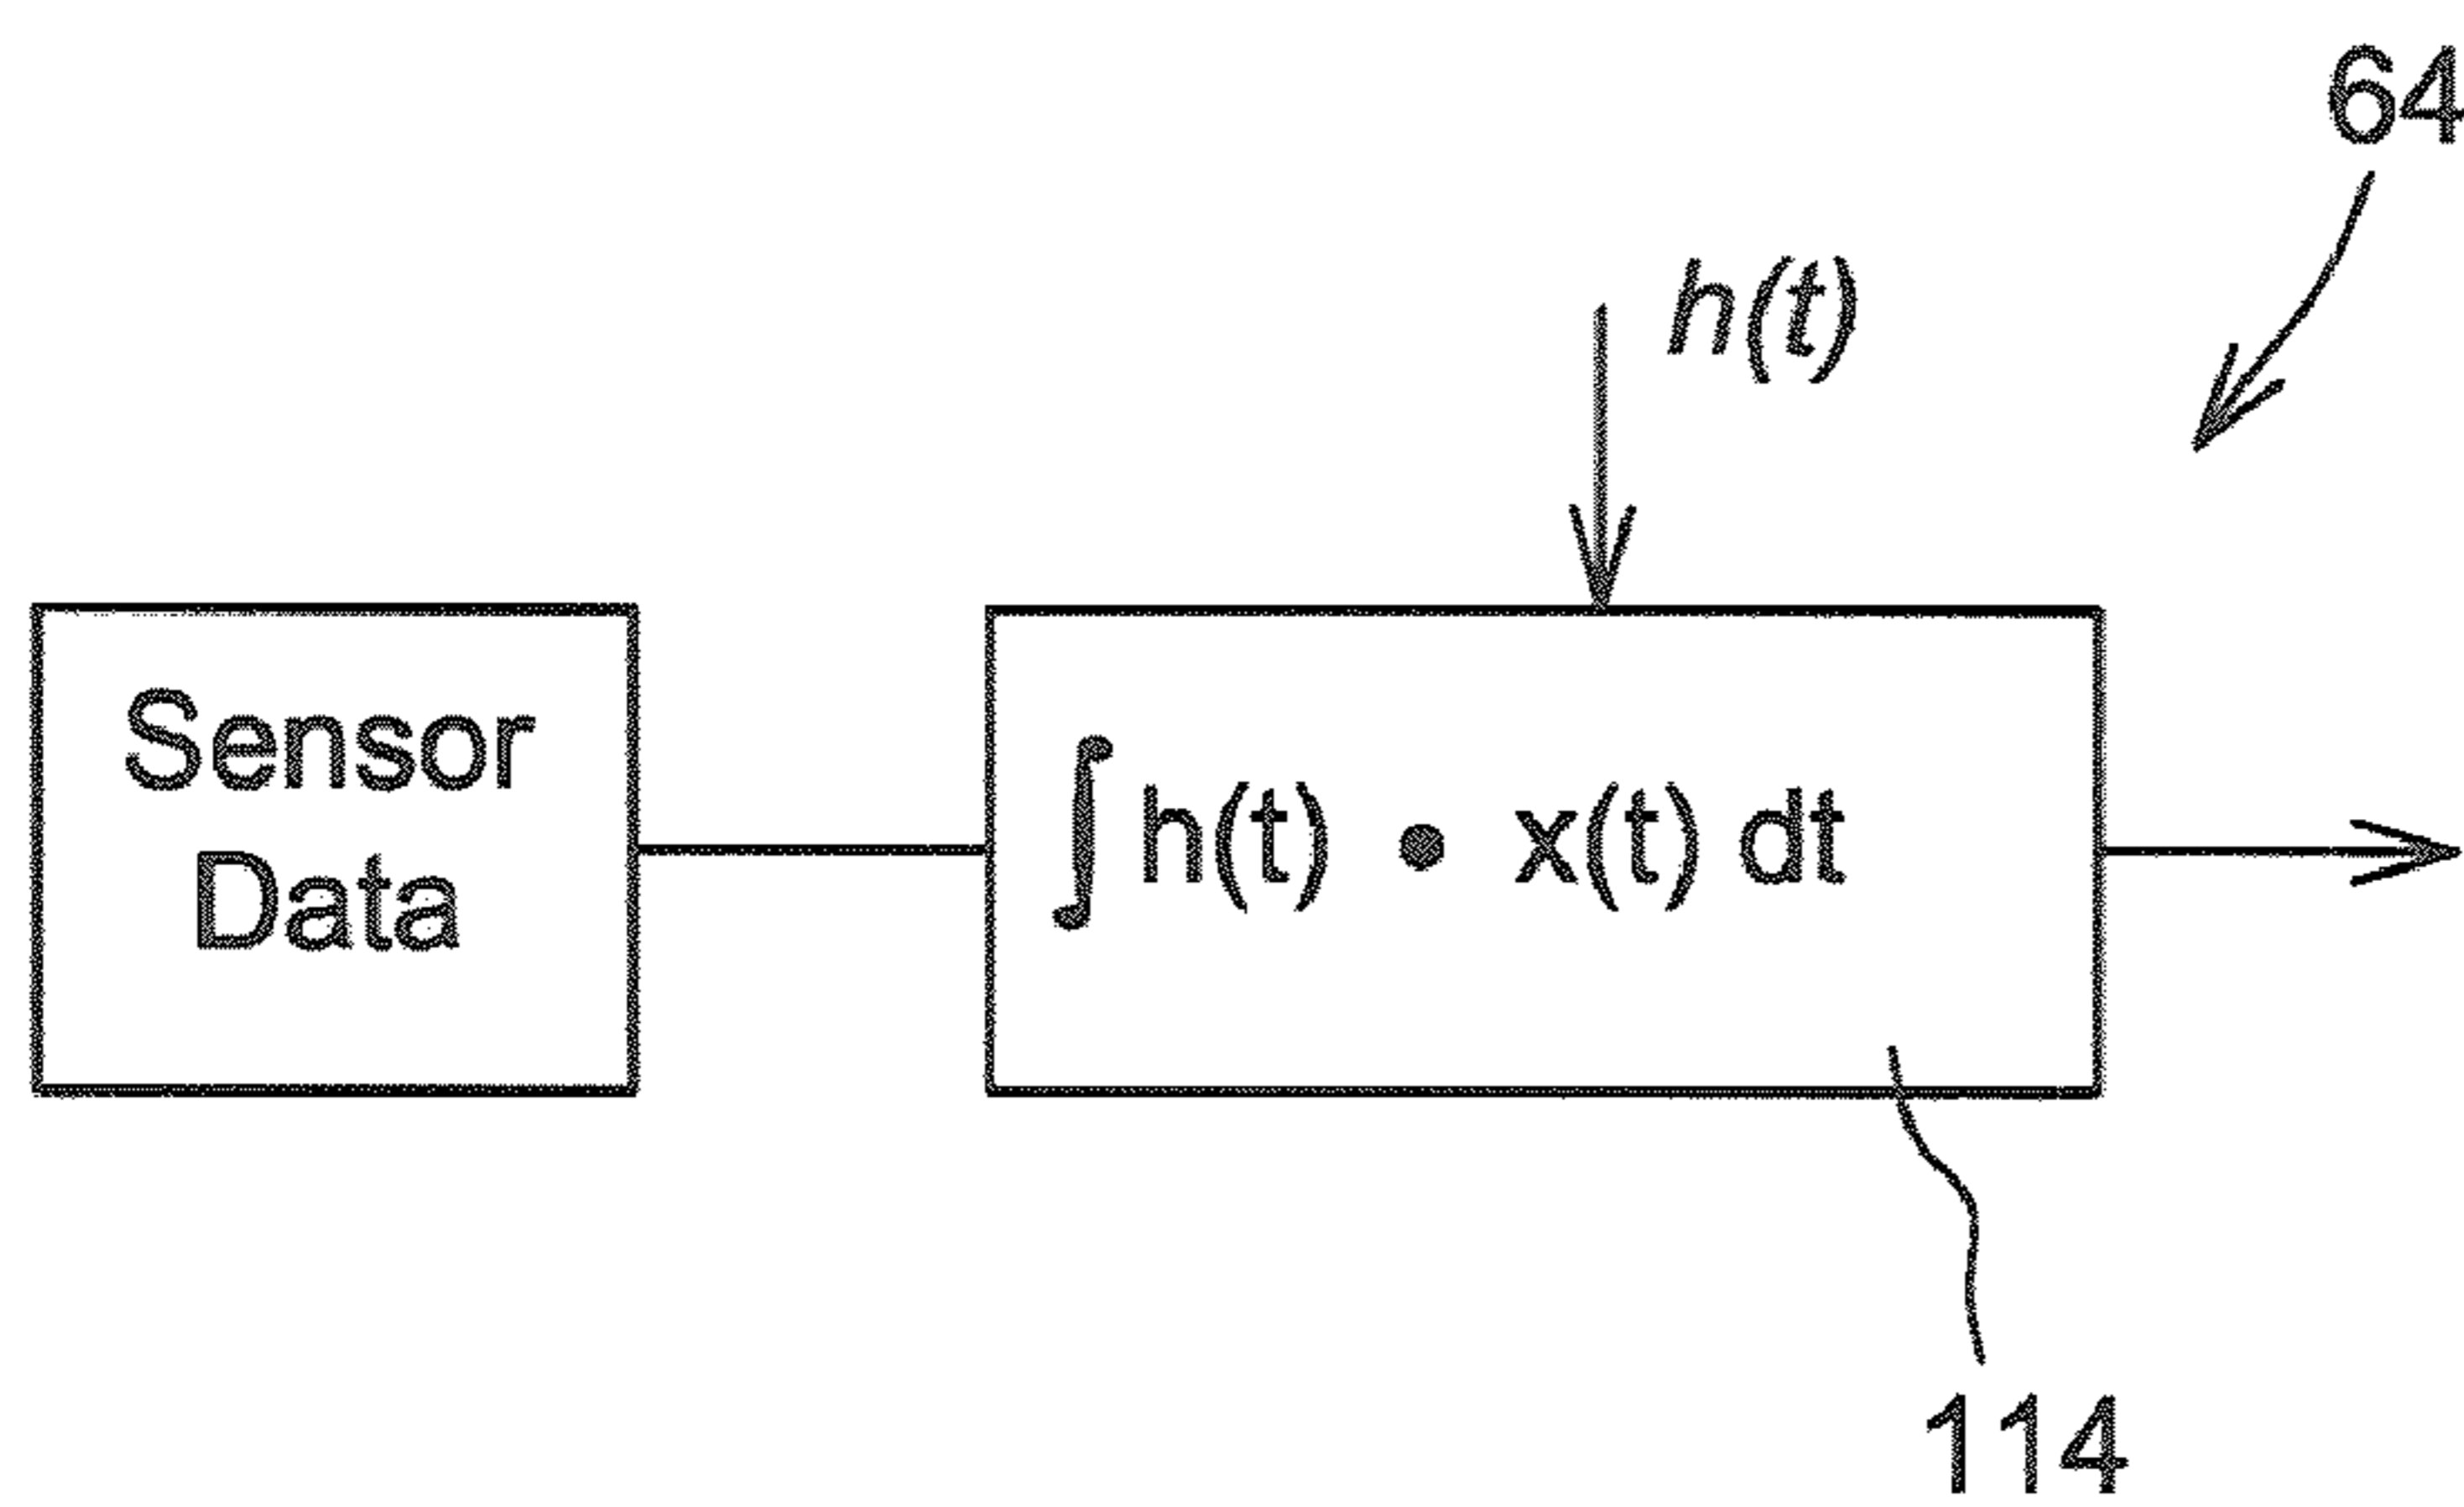 64
h(t)
Sensor
Data
∫ h(t) • x(t) dt
114